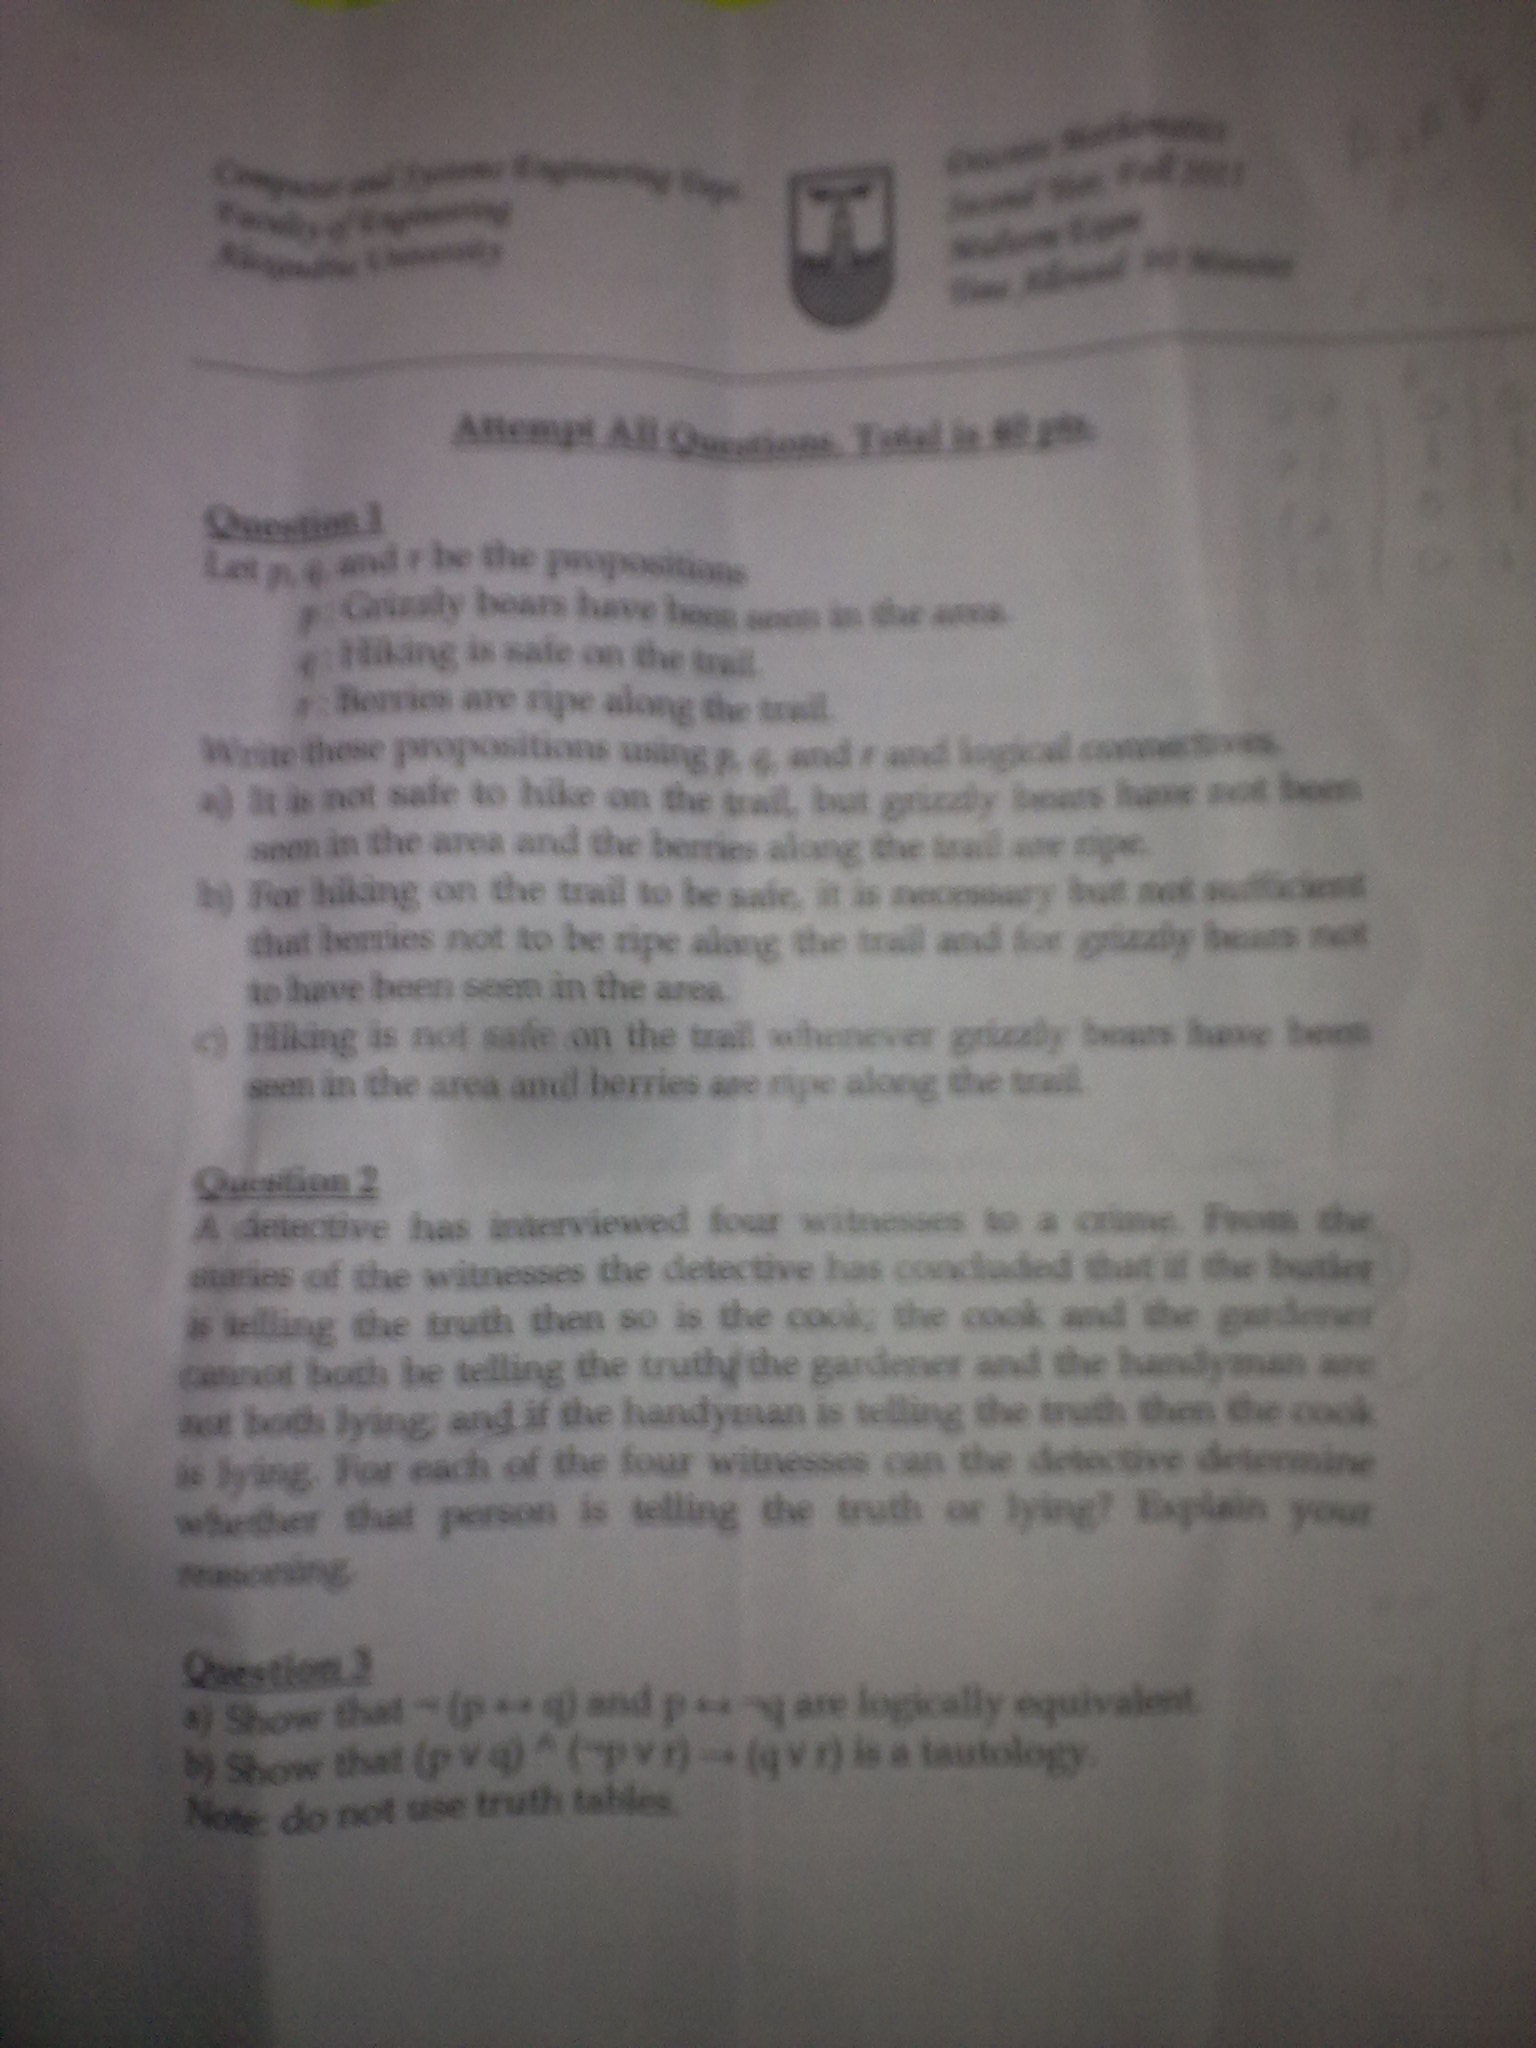 Computer and Systems Engineering Dept.
Faculty of Engineering
Alexandria University
Discrete Mathematics
Second Year, Fall 2011
Midterm Exam
Time Allowed: Minutes
Attempt All Questions. Total is 40 pts.
Question 1
Let p, q, and r be the propositions
p : Grizzly bears have been seen in the area.
q : Hiking is safe on the trail.
r : Berries are ripe along the trail.
Write these propositions using p, q, and r and logical connectives.
a) It is not safe to hike on the trail, but grizzly bears have not been
seen in the area and the berries along the trail are ripe.
b) For hiking on the trail to be safe, it is necessary but not sufficient
that berries not to be ripe along the trail and for grizzly bears not
to have been seen in the area.
c) Hiking is not safe on the trail whenever grizzly bears have been
seen in the area and berries are ripe along the trail.
Question 2
A detective has interviewed four witnesses to a crime. From the
stories of the witnesses the detective has concluded that if the butler
is telling the truth then so is the cook; the cook and the gardener
cannot both be telling the truth; the gardener and the handyman are
not both lying; and if the handyman is telling the truth then the cook
is lying. For each of the four witnesses can the detective determine
whether that person is telling the truth or lying? Explain your
reasoning.
Question 3
a) Show that ¬ (p ↔ q) and p ↔ ¬q are logically equivalent.
b) Show that (p ∨ q) ^ (¬p ∨ r) → (q ∨ r) is a tautology.
Note: do not use truth tables.